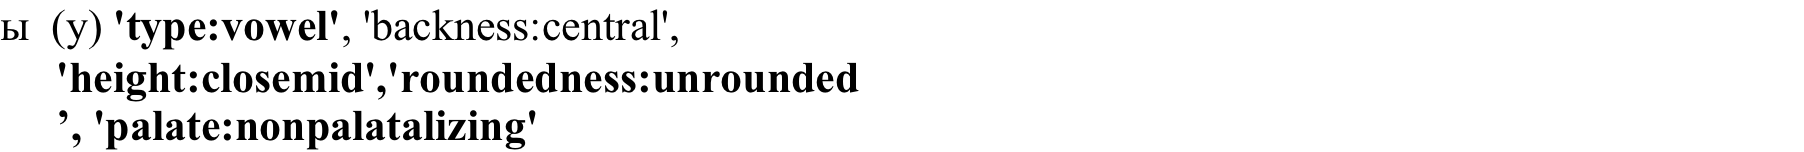 ы (y) 'type:vowel', 'backness:central',
'height:closemid','roundedness:unrounded
’, 'palate:nonpalatalizing'